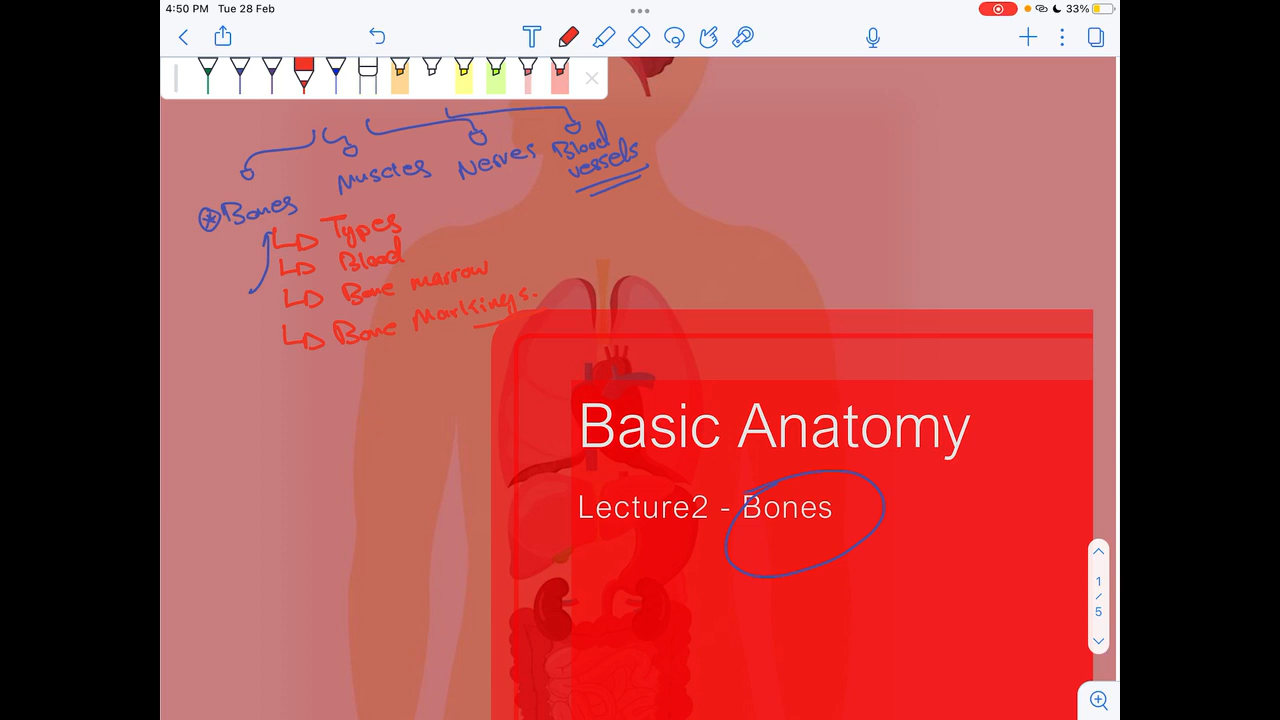 4:50 PM Tue 28 Feb
33%
Muscles Nerves Blood vessels
Bones
Types
Blood
Bone marrow
Bone Markings.
Basic Anatomy
Lecture2 - Bones
1
/
5